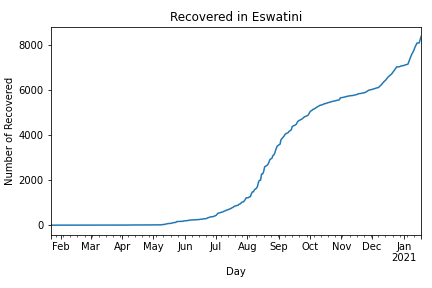 Recovered in Eswatini
8000
6000
4000
2000
0
Number of Recovered
Feb Mar Apr May Jun Jul Aug Sep Oct Nov Dec Jan
2021
Day